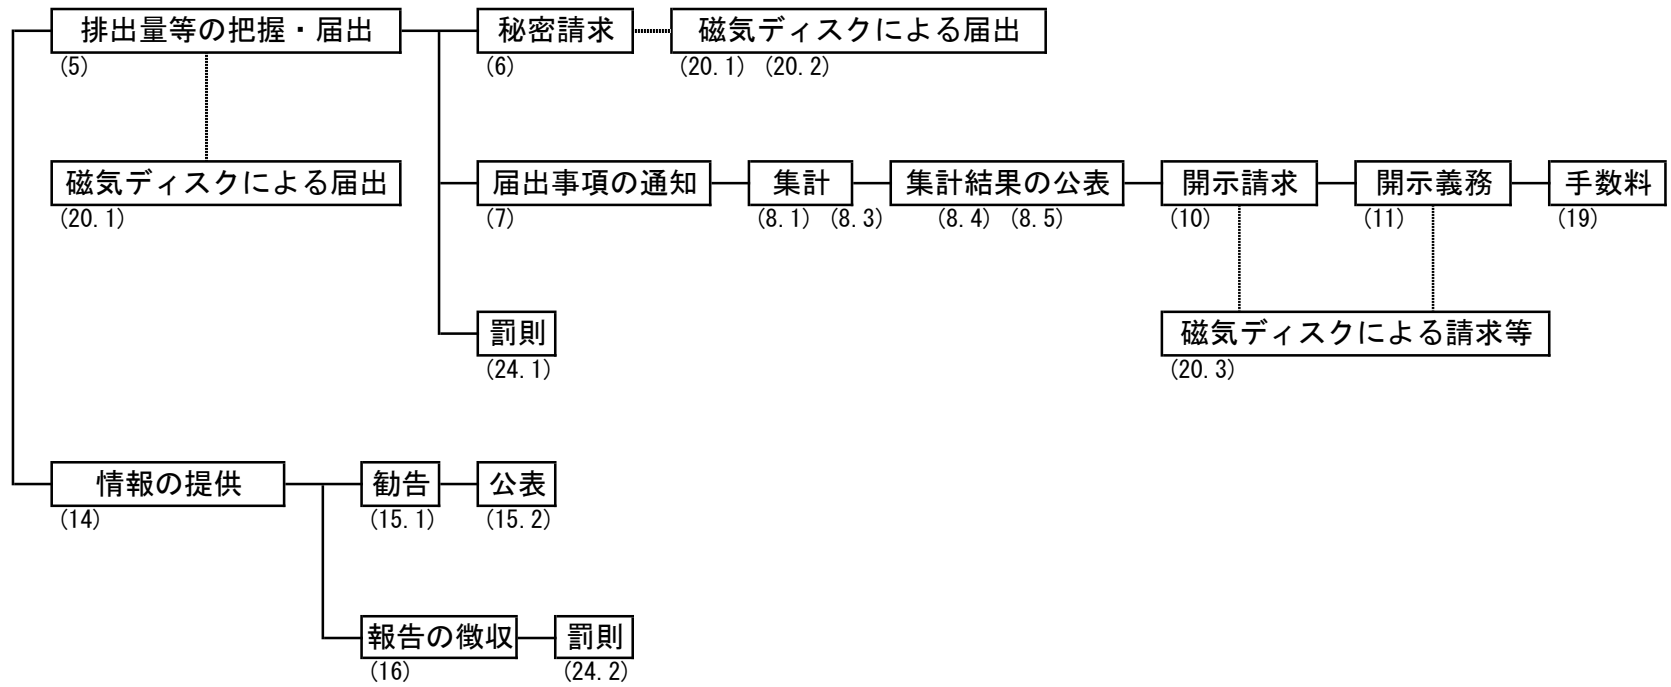 排出量等の把握・届出
(5)
秘密請求
(6)
磁気ディスクによる届出
(20.1) (20.2)
磁気ディスクによる届出
(20.1)
届出事項の通知
(7)
集計
(8.1) (8.3)
集計結果の公表
(8.4) (8.5)
開示請求
(10)
開示義務
(11)
手数料
(19)
罰則
(24.1)
磁気ディスクによる請求等
(20.3)
情報の提供
(14)
勧告
(15.1)
公表
(15.2)
報告の徴収
(16)
罰則
(24.2)